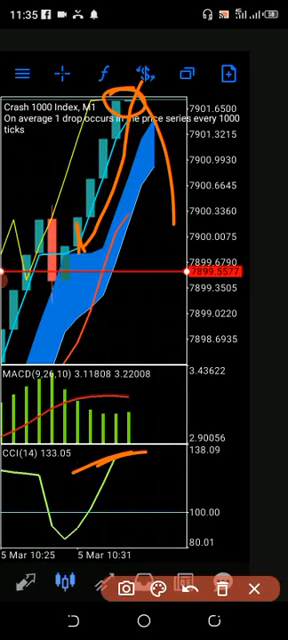 11:35
Crash 1000 Index, M1
On average 1 drop occurs in the price series every 1000
ticks
7901.6500
7901.3215
7900.9930
7900.6645
7900.3360
7900.0075
7899.6790
7899.5577
7899.3505
7899.0220
7898.6935
MACD(9,26,10) 3.11808 3.22008
3.43622
2.90056
CCI(14) 133.05
138.09
100.00
80.01
5 Mar 10:25
5 Mar 10:31